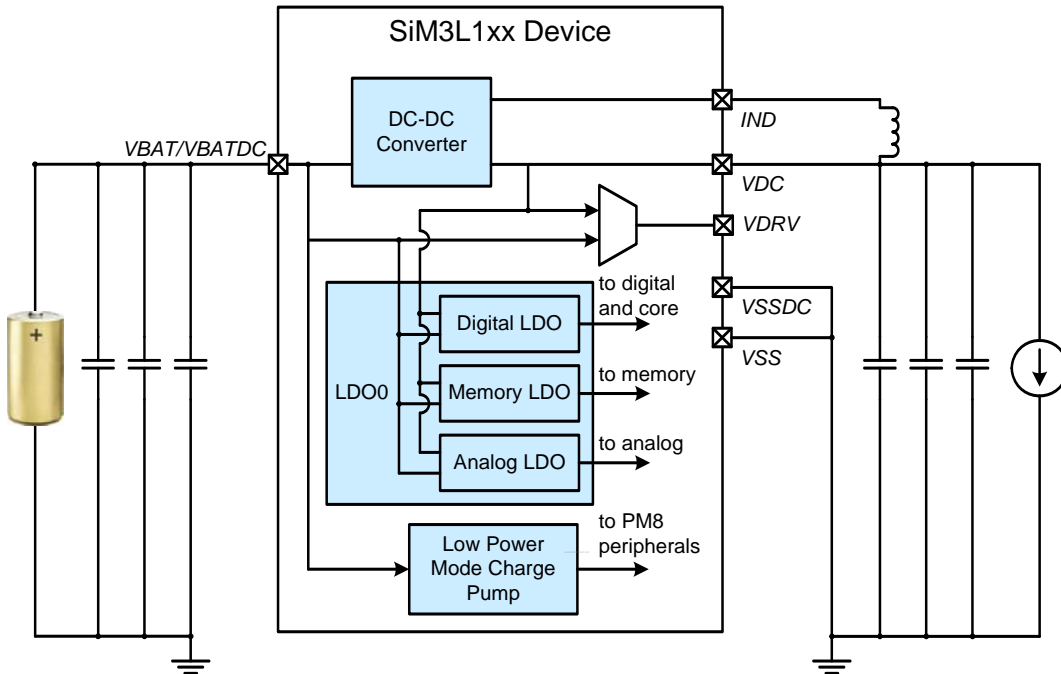 SiM3L1xx Device
DC-DC
Converter
IND
VBAT/VBATDC
VDC
VDRV
to digital
and core
VSSDC
Digital LDO
VSS
to memory
LDO0
Memory LDO
to analog
Analog LDO
to PM8
peripherals
Low Power
Mode Charge
Pump
+